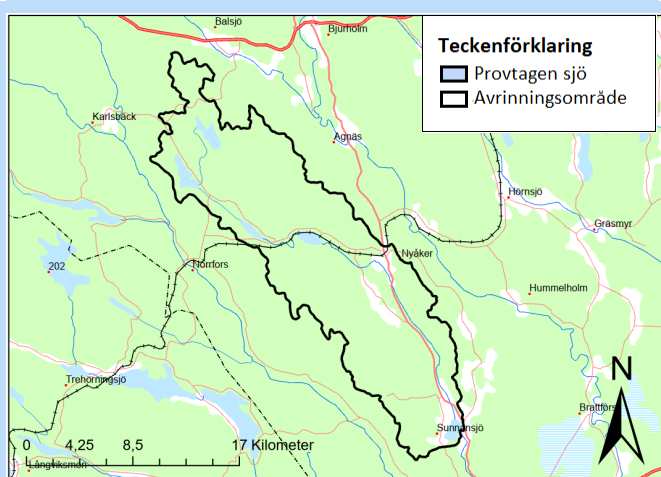 Balsjö
Bjurholm
Teckenförklaring
Provtagen sjö
Avrinningsområde
Karlsbäck
Agnäs
Hörnsjö
Gräsmyr
Nyåker
Norrfors
202
Hummelholm
N
Trehörningsjö
Brattfors
Sunnansjö
0 4,25 8,5 17 Kilometer
Långviksmon